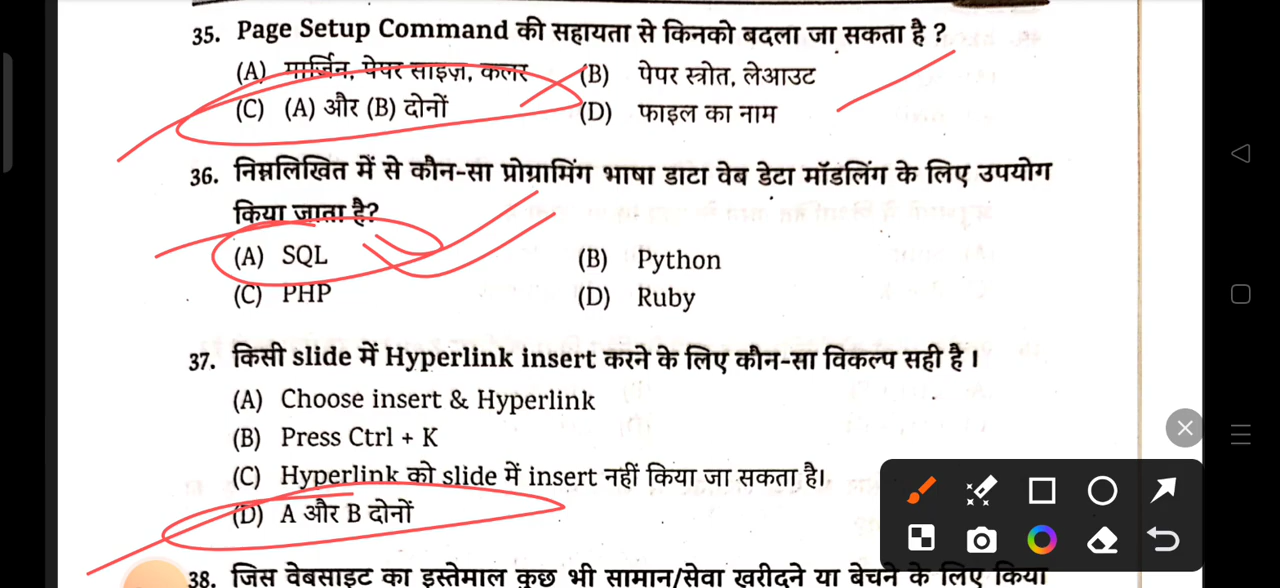 35. Page Setup Command की सहायता से किनको बदला जा सकता है ?
(A) मार्जिन, पेपर साइज़, कलर (B) पेपर स्त्रोत, लेआउट
(C) (A) और (B) दोनों (D) फाइल का नाम
36. निम्नलिखित में से कौन-सा प्रोग्रामिंग भाषा डाटा वेब डेटा मॉडलिंग के लिए उपयोग
किया जाता है?
(A) SQL (B) Python
(C) PHP (D) Ruby
37. किसी slide में Hyperlink insert करने के लिए कौन-सा विकल्प सही है ।
(A) Choose insert & Hyperlink
(B) Press Ctrl + K
(C) Hyperlink को slide में insert नहीं किया जा सकता है।
(D) A और B दोनों
38. जिस वेबसाइट का इस्तेमाल कुछ भी सामान/सेवा खरीदने या बेचने के लिए किया